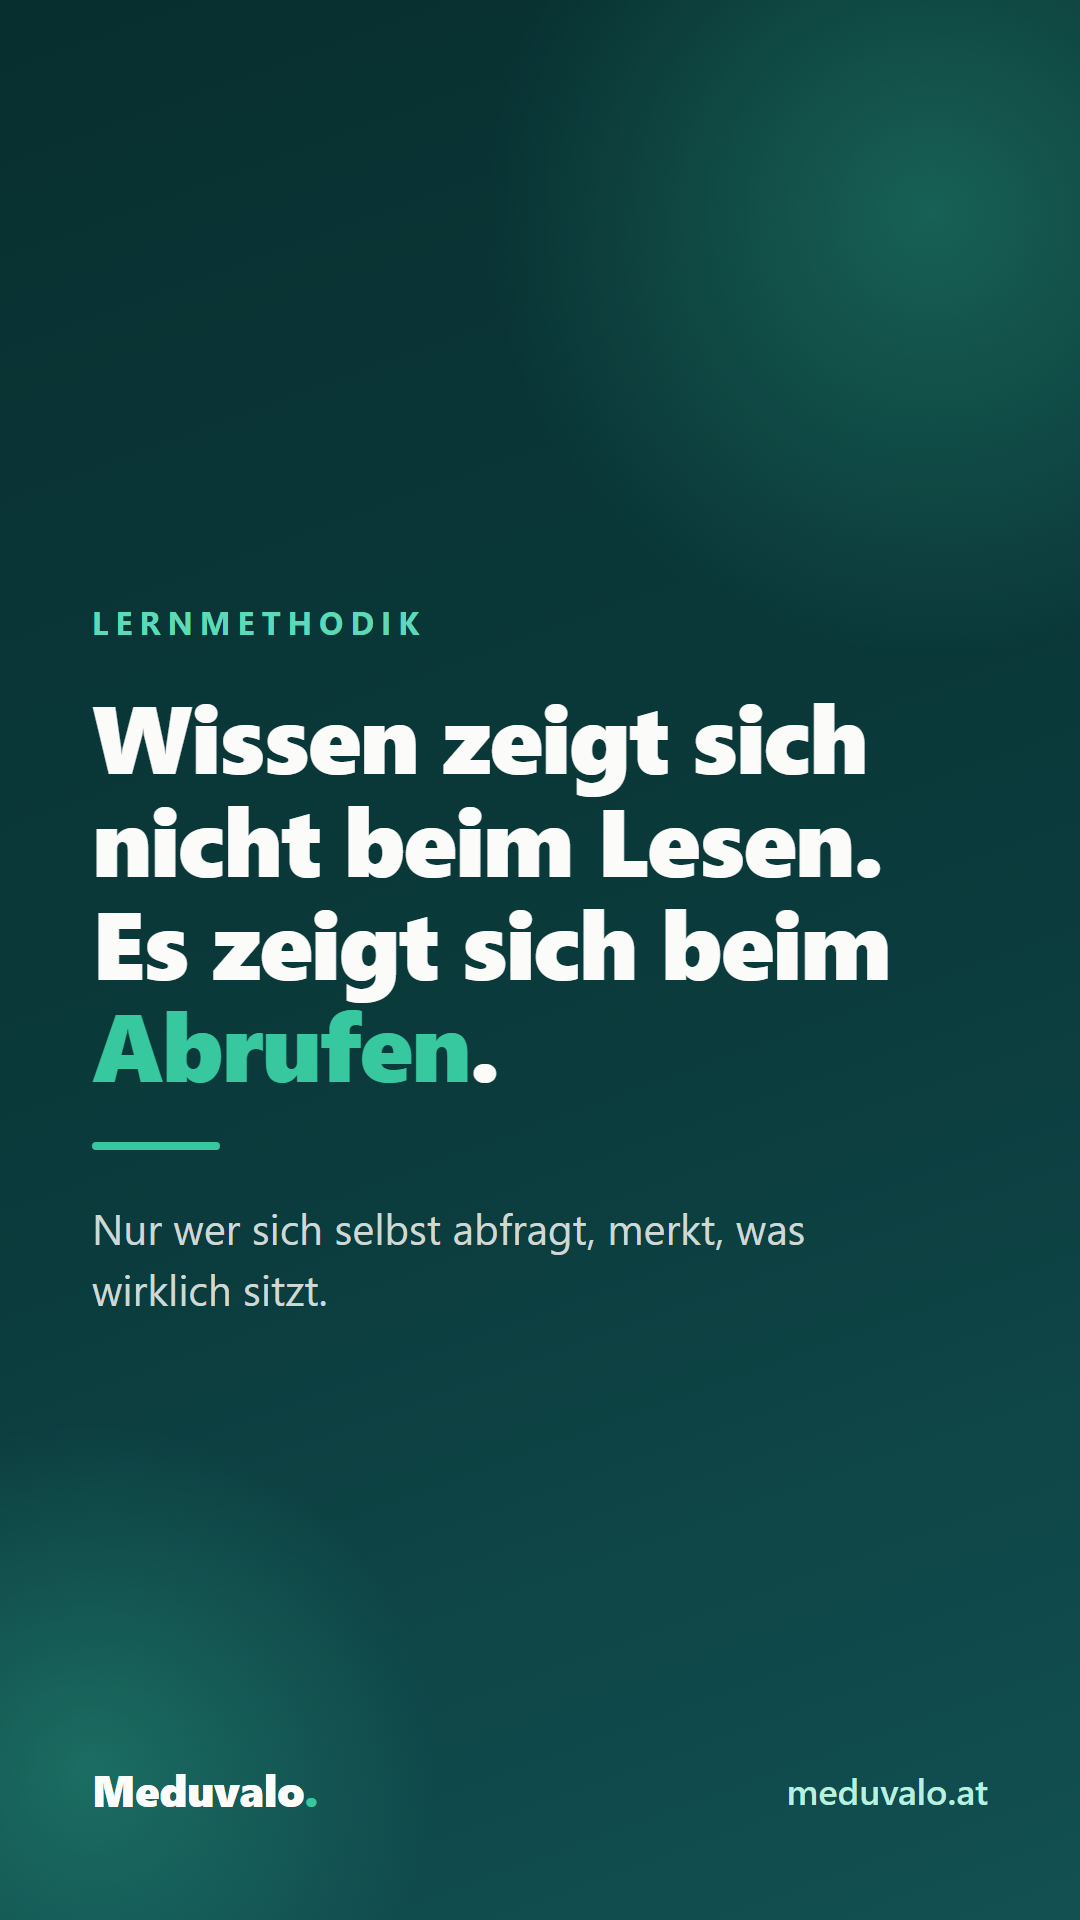 LERNMETHODIK
Wissen zeigt sich
nicht beim Lesen.
Es zeigt sich beim
Abrufen.
Nur wer sich selbst abfragt, merkt, was
wirklich sitzt.
Meduvalo.
meduvalo.at